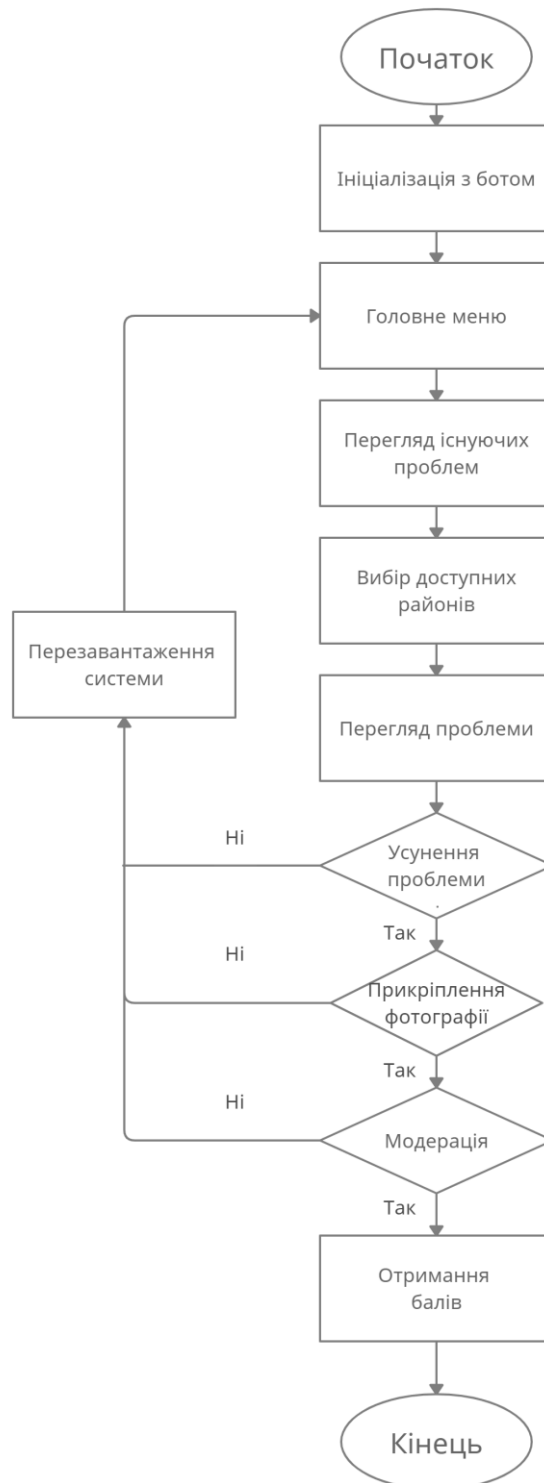 Початок
Ініціалізація з ботом
Головне меню
Перегляд існуючих
проблем
Вибір доступних
районів
Перезавантаження
системи
Перегляд проблеми
Ні
Усунення
проблеми
.
Так
Ні
Прикріплення
фотографії
Так
Ні
Модерація
Так
Отримання
балів
Кінець